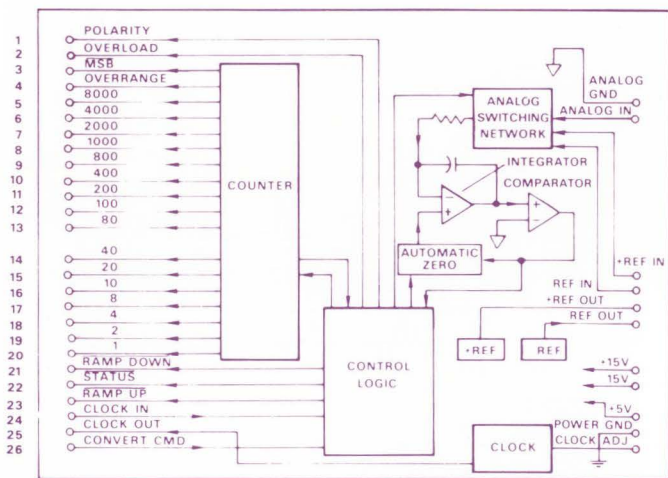 1 POLARITY
2 OVERLOAD
3 MSB
4 OVERRANGE
5 8000
6 4000
7 2000
8 1000
9 800
10 400
11 200
12 100
13 80
14 40
15 20
16 10
17 8
18 4
19 2
20 1
21 RAMP DOWN
22 STATUS
23 RAMP UP
24 CLOCK IN
25 CLOCK OUT
26 CONVERT CMD
COUNTER
CONTROL
LOGIC
ANALOG
SWITCHING
NETWORK
INTEGRATOR
COMPARATOR
− +
+ −
AUTOMATIC
ZERO
+REF
REF
CLOCK
ANALOG
GND
ANALOG IN
+REF IN
REF IN
+REF OUT
REF OUT
+15V
15V
+5V
POWER GND
CLOCK ADJ